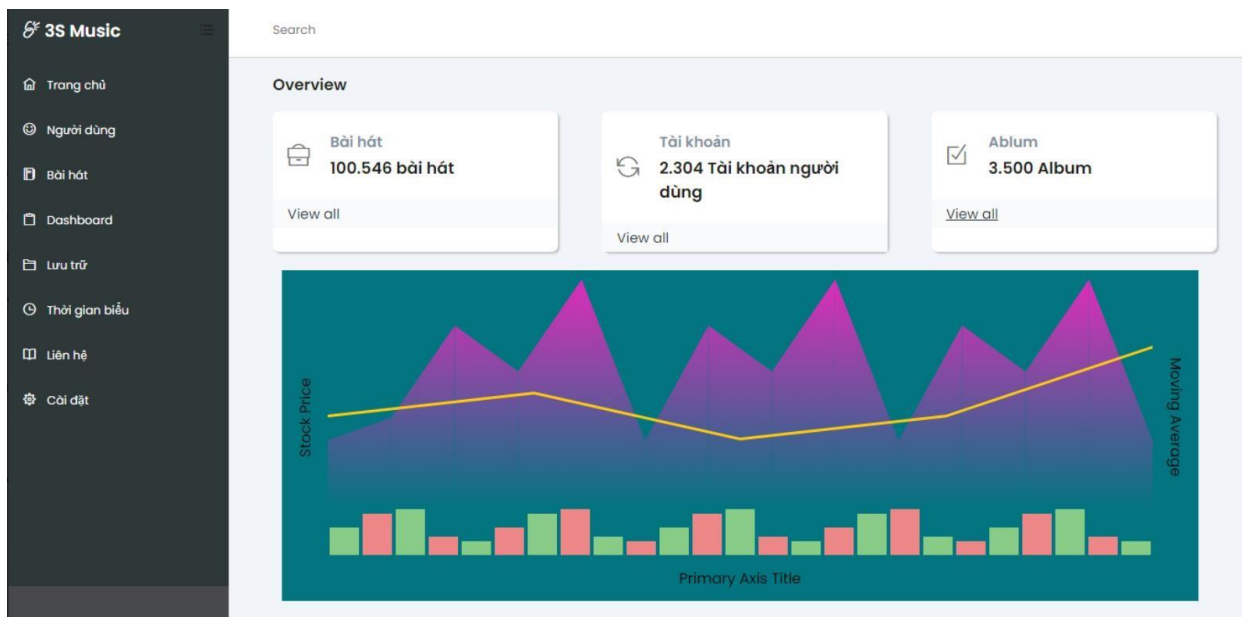 3S Music
Search
Trang chủ
Người dùng
Bài hát
Dashboard
Lưu trữ
Thời gian biểu
Liên hệ
Cài đặt
Overview
Bài hát
100.546 bài hát
View all
Tài khoản
2.304 Tài khoản người
dùng
View all
Ablum
3.500 Album
View all
Stock Price
Moving Average
Primary Axis Title